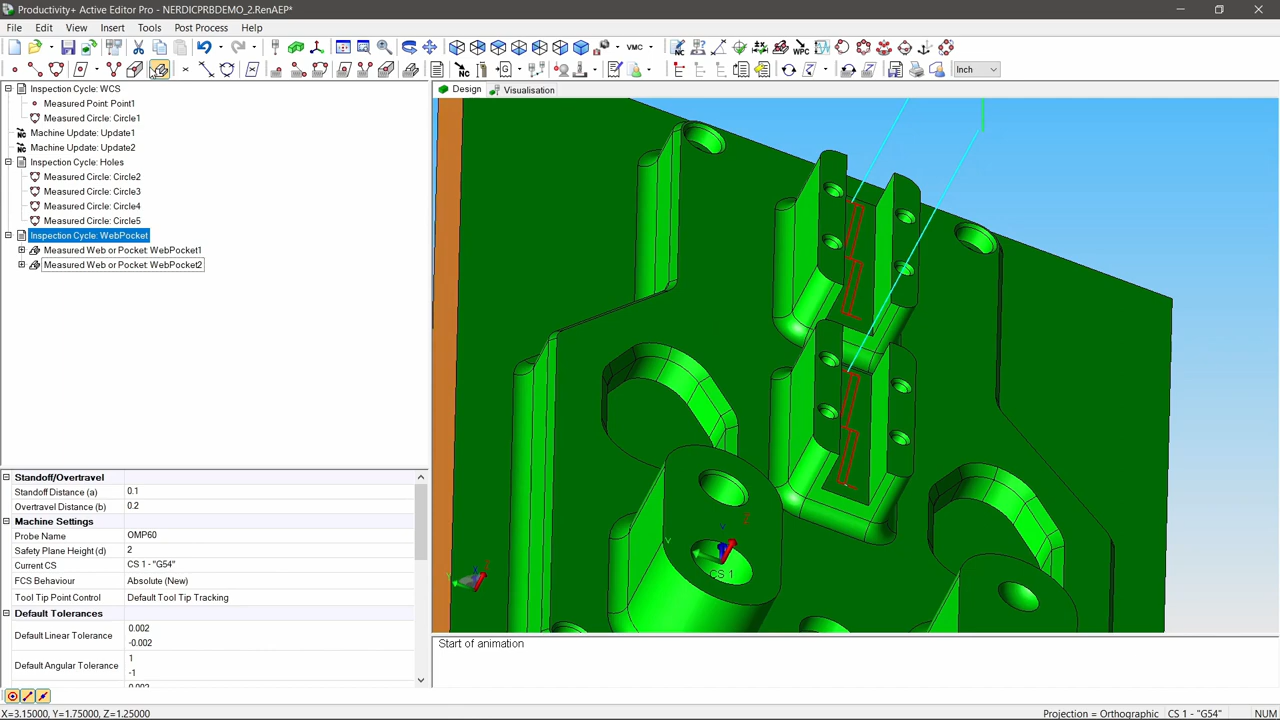 Productivity+ Active Editor Pro - NERDICPRBDEMO_2.RenAEP*
File Edit View Insert Tools Post Process Help
VMC
WPC
NC G Inch
Design Visualisation
Inspection Cycle: WCS
Measured Point: Point1
Measured Circle: Circle1
Machine Update: Update1
Machine Update: Update2
Inspection Cycle: Holes
Measured Circle: Circle2
Measured Circle: Circle3
Measured Circle: Circle4
Measured Circle: Circle5
Inspection Cycle: WebPocket
Measured Web or Pocket: WebPocket1
Measured Web or Pocket: WebPocket2
CS 1
Standoff/Overtravel
Standoff Distance (a) 0.1
Overtravel Distance (b) 0.2
Machine Settings
Probe Name OMP60
Safety Plane Height (d) 2
Current CS CS 1 - "G54"
FCS Behaviour Absolute (New)
Tool Tip Point Control Default Tool Tip Tracking
Default Tolerances
Default Linear Tolerance 0.002
-0.002
Default Angular Tolerance 1
-1
Start of animation
X=3.15000, Y=1.75000, Z=1.25000 Projection = Orthographic CS 1 - "G54" NUM